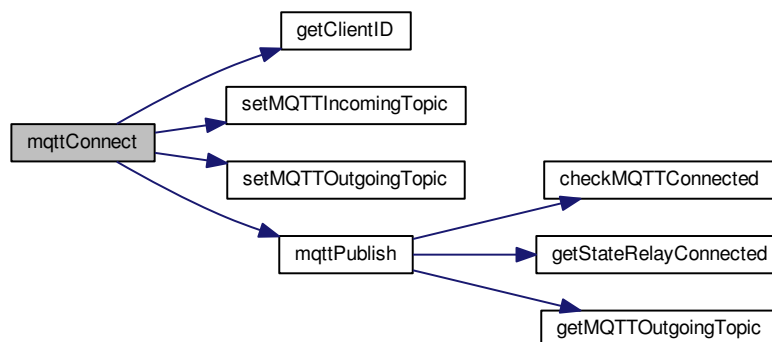 getClientID
setMQTTIncomingTopic
mqttConnect
setMQTTOutgoingTopic
checkMQTTConnected
mqttPublish
getStateRelayConnected
getMQTTOutgoingTopic